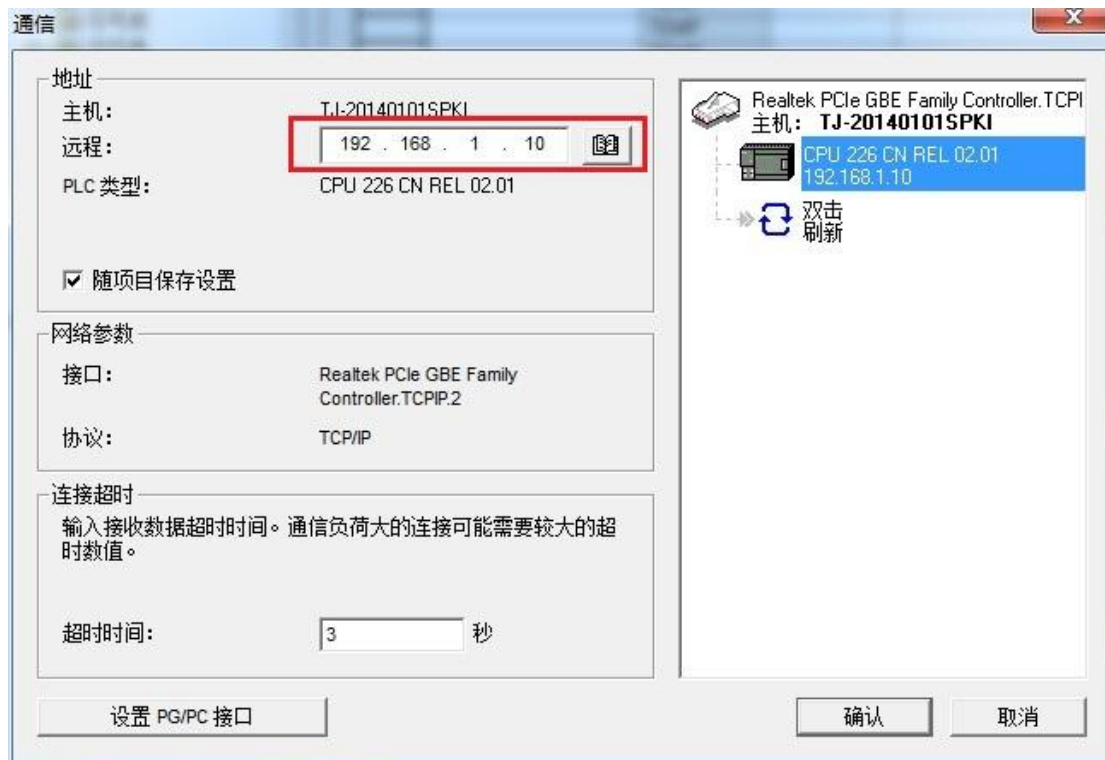 通信
地址
主机： TJ-20140101SPKI
远程： 192 . 168 . 1 . 10
PLC 类型： CPU 226 CN REL 02.01
随项目保存设置
网络参数
接口： Realtek PCIe GBE Family
Controller.TCPIP.2
协议： TCP/IP
连接超时
输入接收数据超时时间。通信负荷大的连接可能需要较大的超
时数值。
超时时间： 3 秒
设置 PG/PC 接口
Realtek PCIe GBE Family Controller.TCPI
主机： TJ-20140101SPKI
CPU 226 CN REL 02.01
192.168.1.10
双击
刷新
确认 取消